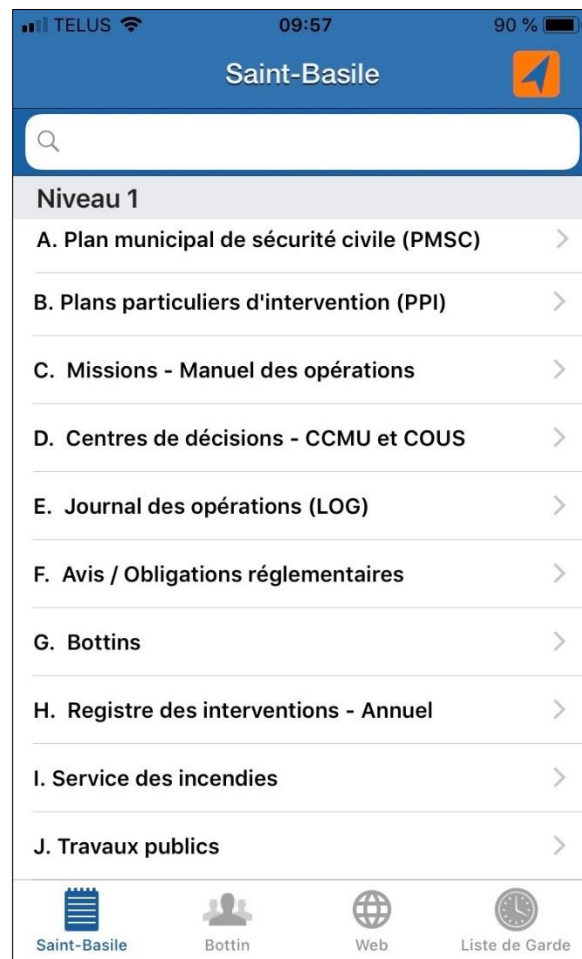 TELUS 09:57 90 %
Saint-Basile
Niveau 1
A. Plan municipal de sécurité civile (PMSC)
B. Plans particuliers d'intervention (PPI)
C. Missions - Manuel des opérations
D. Centres de décisions - CCMU et COUS
E. Journal des opérations (LOG)
F. Avis / Obligations réglementaires
G. Bottins
H. Registre des interventions - Annuel
I. Service des incendies
J. Travaux publics
Saint-Basile Bottin Web Liste de Garde